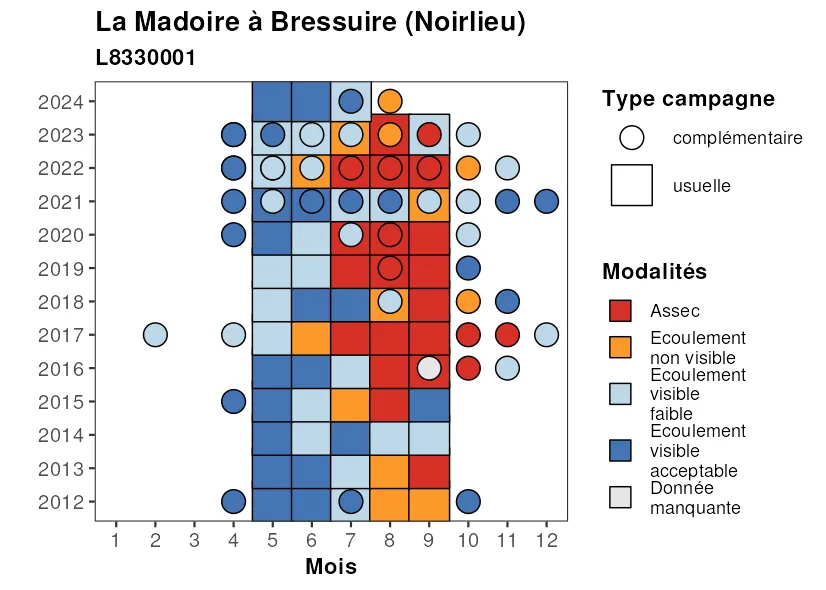 La Madoire à Bressuire (Noirlieu)
L8330001
2024
2023
2022
2021
2020
2019
2018
2017
2016
2015
2014
2013
2012
1 2 3 4 5 6 7 8 9 10 11 12
Mois
Type campagne
complémentaire
usuelle
Modalités
Assec
Ecoulement
non visible
Ecoulement
visible
faible
Ecoulement
visible
acceptable
Donnée
manquante